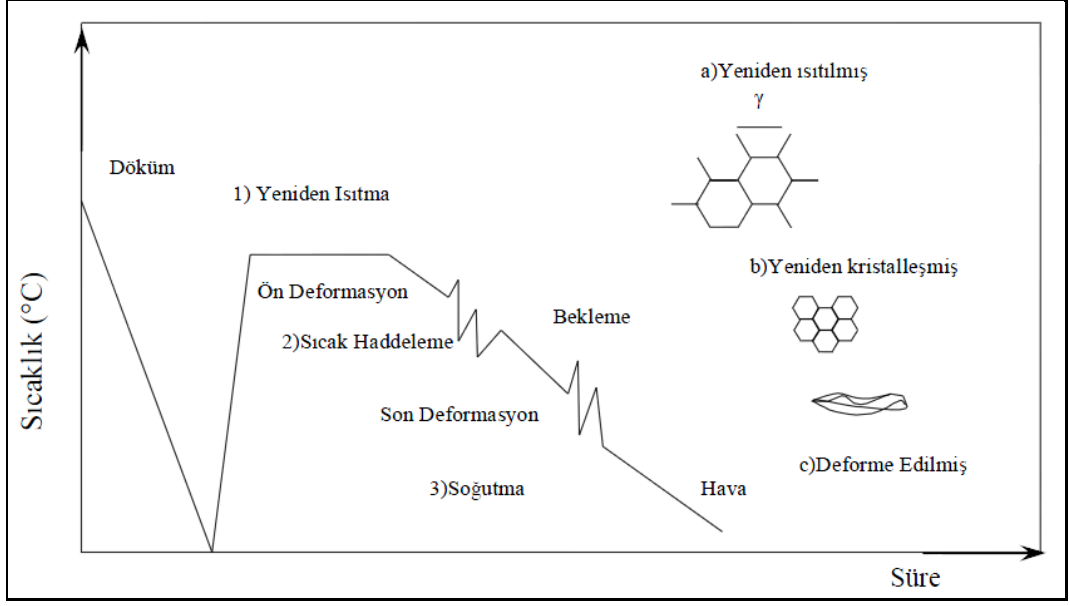 a)Yeniden ısıtılmış
γ
Döküm
1) Yeniden Isıtma
b)Yeniden kristalleşmiş
Ön Deformasyon
Bekleme
2)Sıcak Haddeleme
Son Deformasyon
c)Deforme Edilmiş
3)Soğutma
Hava
Sıcaklık (°C)
Süre